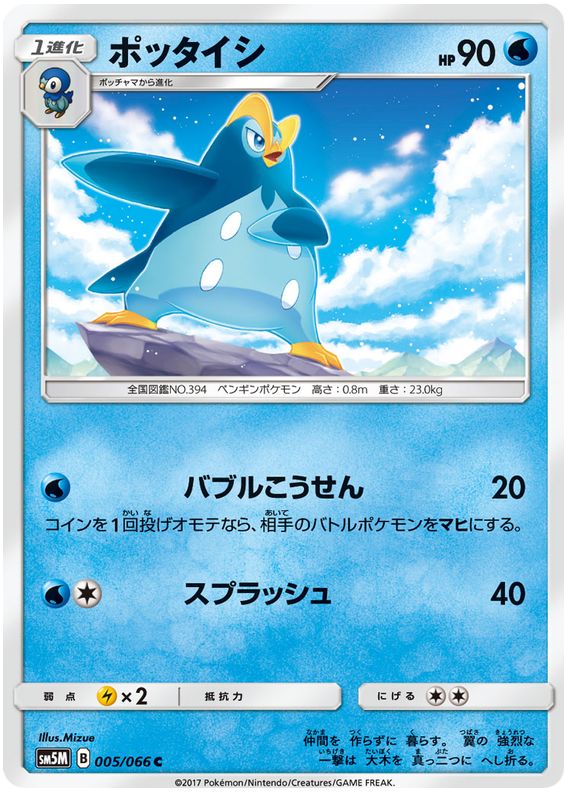 1進化
ポッタイシ
HP 90
ポッチャマから進化
全国図鑑NO.394 ペンギンポケモン 高さ:0.8m 重さ:23.0kg
バブルこうせん 20
コインを1回投げオモテなら、相手のバトルポケモンをマヒにする。
スプラッシュ 40
弱点 ×2 抵抗力 にげる
Illus.Mizue
SM5M B 005/066 C
仲間を 作らずに 暮らす。 翼の 強烈な
一撃は 大木を 真っ二つに へし折る。
©2017 Pokémon/Nintendo/Creatures/GAME FREAK.